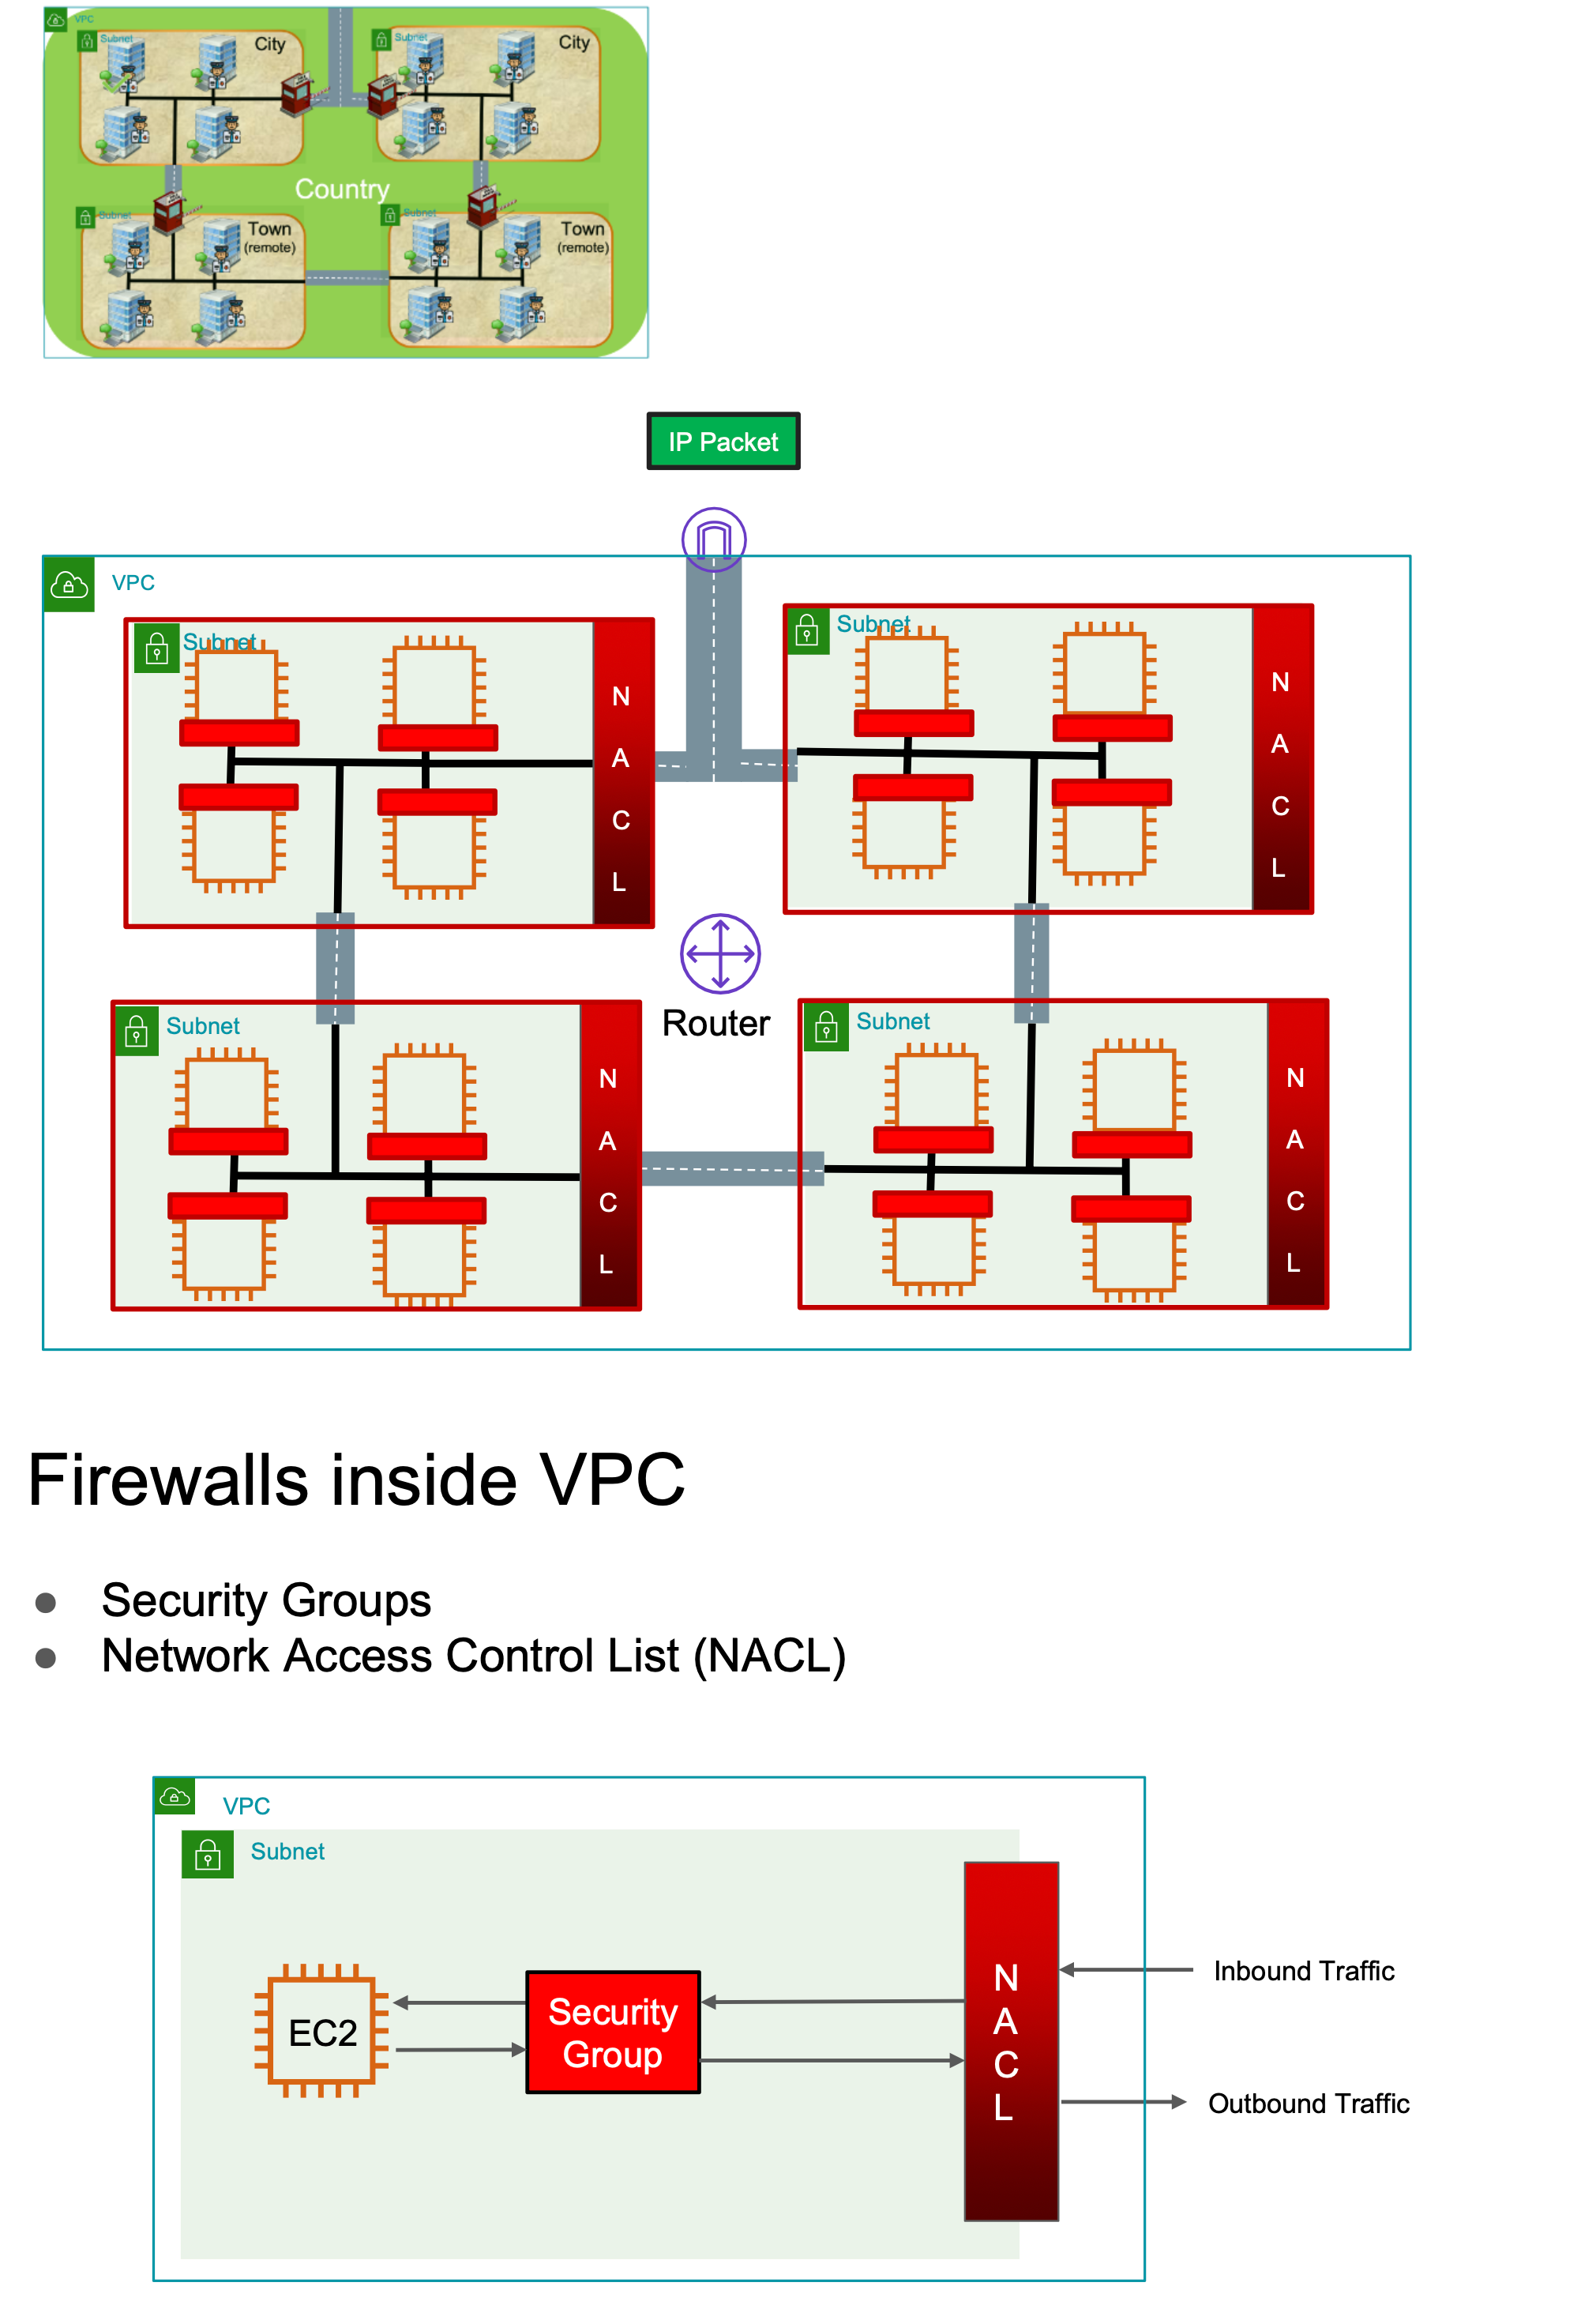 VPC
Subnet
City
Subnet
City
Country
Subnet
Town
(remote)
Subnet
Town
(remote)
IP Packet
VPC
Subnet
N
A
C
L
Subnet
N
A
C
L
Router
Subnet
N
A
C
L
Subnet
N
A
C
L
Firewalls inside VPC
● Security Groups
● Network Access Control List (NACL)
VPC
Subnet
EC2
Security
Group
N
A
C
L
Inbound Traffic
Outbound Traffic